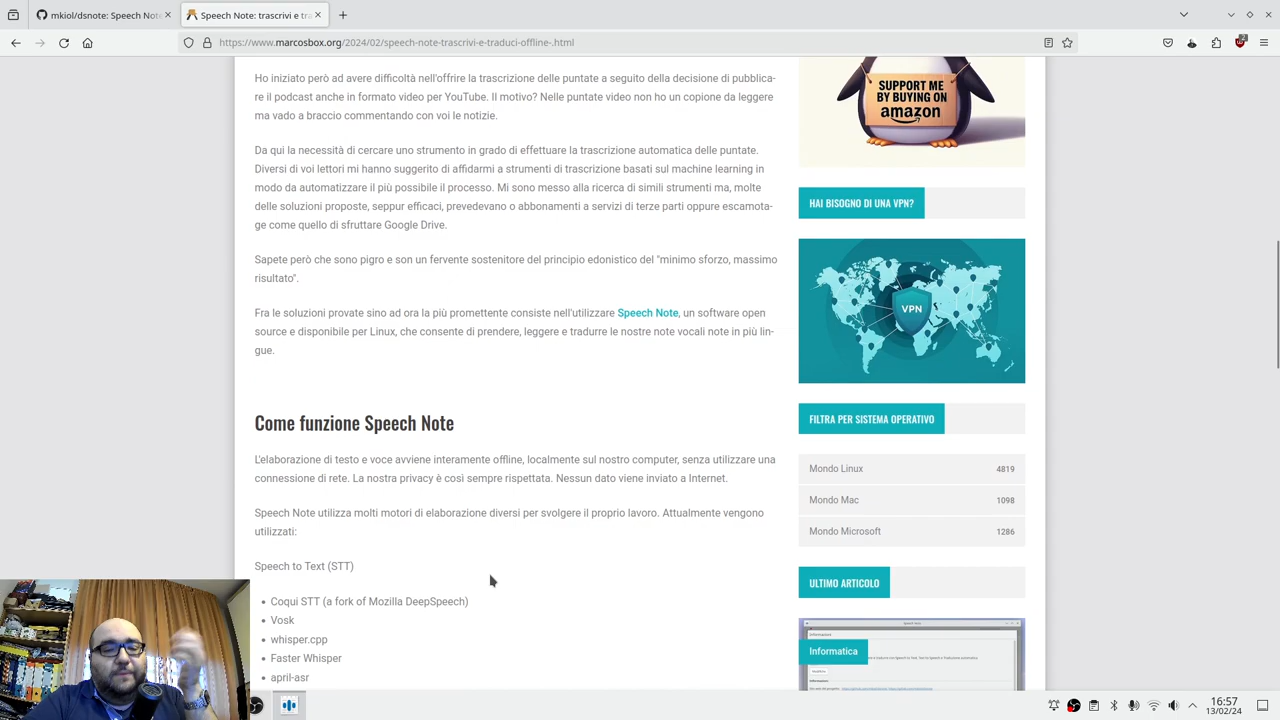 mkiol/dsnote: Speech Note
Speech Note: trascrivi e tra
https://www.marcosbox.org/2024/02/speech-note-trascrivi-e-traduci-offline-.html
Ho iniziato però ad avere difficoltà nell'offrire la trascrizione delle puntate a seguito della decisione di pubblica-
re il podcast anche in formato video per YouTube. Il motivo? Nelle puntate video non ho un copione da leggere
ma vado a braccio commentando con voi le notizie.
Da qui la necessità di cercare uno strumento in grado di effettuare la trascrizione automatica delle puntate.
Diversi di voi lettori mi hanno suggerito di affidarmi a strumenti di trascrizione basati sul machine learning in
modo da automatizzare il più possibile il processo. Mi sono messo alla ricerca di simili strumenti ma, molte
delle soluzioni proposte, seppur efficaci, prevedevano o abbonamenti a servizi di terze parti oppure escamota-
ge come quello di sfruttare Google Drive.
Sapete però che sono pigro e son un fervente sostenitore del principio edonistico del "minimo sforzo, massimo
risultato".
Fra le soluzioni provate sino ad ora la più promettente consiste nell'utilizzare Speech Note, un software open
source e disponibile per Linux, che consente di prendere, leggere e tradurre le nostre note vocali note in più lin-
gue.
Come funzione Speech Note
L'elaborazione di testo e voce avviene interamente offline, localmente sul nostro computer, senza utilizzare una
connessione di rete. La nostra privacy è così sempre rispettata. Nessun dato viene inviato a Internet.
Speech Note utilizza molti motori di elaborazione diversi per svolgere il proprio lavoro. Attualmente vengono
utilizzati:
Speech to Text (STT)
Coqui STT (a fork of Mozilla DeepSpeech)
Vosk
whisper.cpp
Faster Whisper
april-asr
SUPPORT ME
BY BUYING ON
amazon
HAI BISOGNO DI UNA VPN?
VPN
FILTRA PER SISTEMA OPERATIVO
Mondo Linux 4819
Mondo Mac 1098
Mondo Microsoft 1286
ULTIMO ARTICOLO
Informatica
16:57
13/02/24